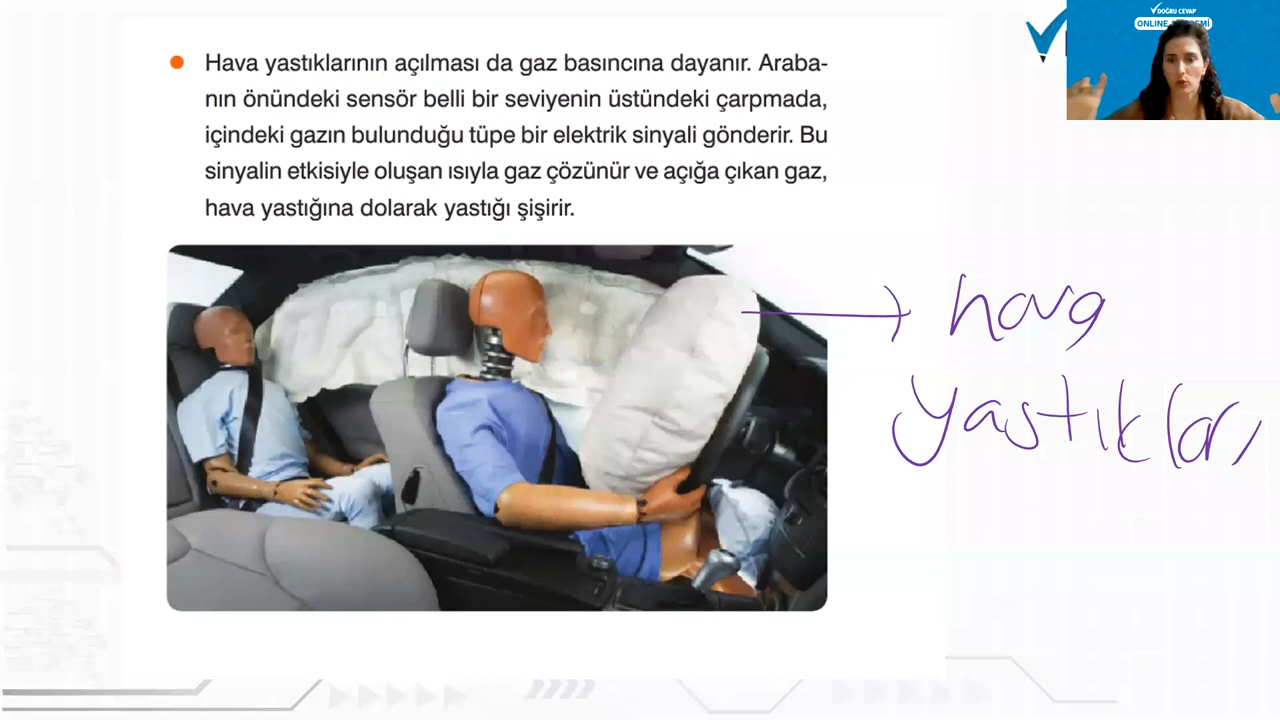 Hava yastıklarının açılması da gaz basıncına dayanır. Araba-
nın önündeki sensör belli bir seviyenin üstündeki çarpmada,
içindeki gazın bulunduğu tüpe bir elektrik sinyali gönderir. Bu
sinyalin etkisiyle oluşan ısıyla gaz çözünür ve açığa çıkan gaz,
hava yastığına dolarak yastığı şişirir.
hava
yastıkları
DOĞRU CEVAP
ONLINE